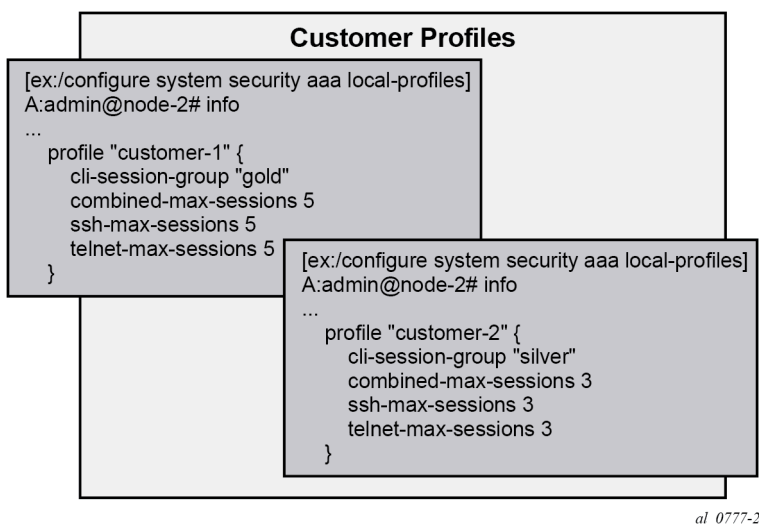 Customer Profiles
[ex:/configure system security aaa local-profiles]
A:admin@node-2# info
...
profile "customer-1" {
cli-session-group "gold"
combined-max-sessions 5
ssh-max-sessions 5
telnet-max-sessions 5
}
[ex:/configure system security aaa local-profiles]
A:admin@node-2# info
...
profile "customer-2" {
cli-session-group "silver"
combined-max-sessions 3
ssh-max-sessions 3
telnet-max-sessions 3
}
al_0777-2